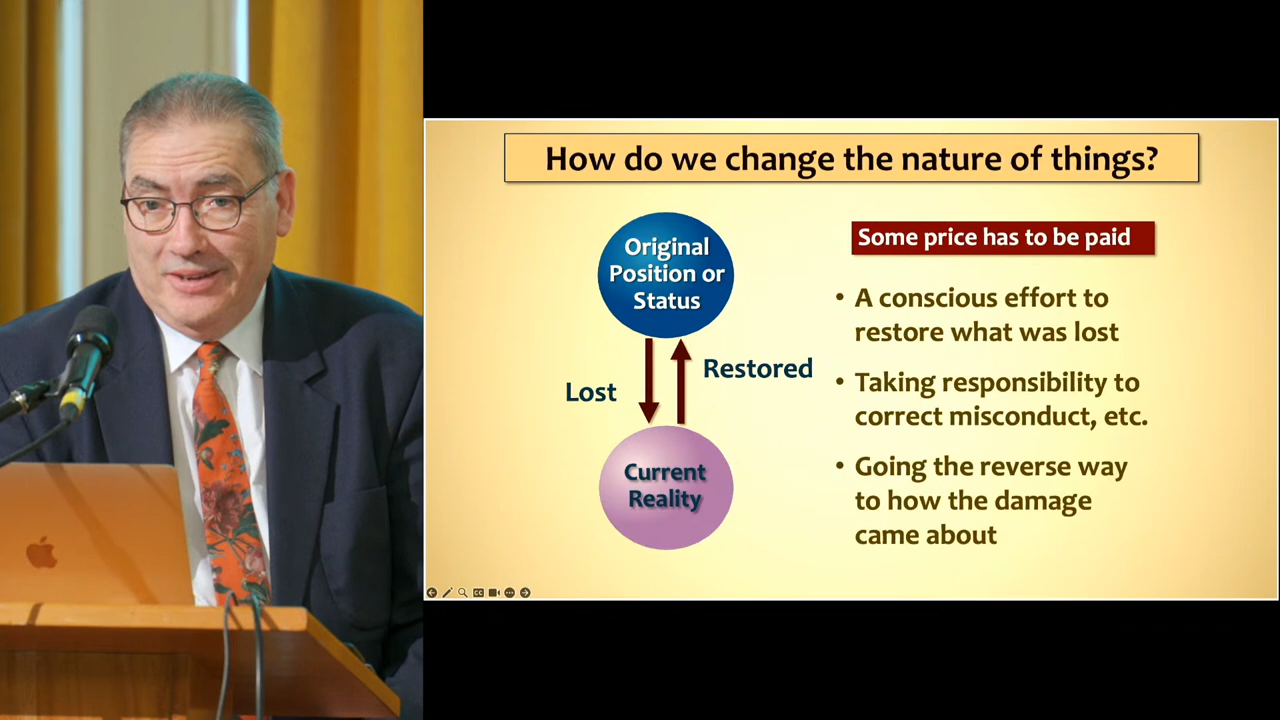 How do we change the nature of things?
Original
Position or
Status
Lost
Restored
Current
Reality
Some price has to be paid
• A conscious effort to
restore what was lost
• Taking responsibility to
correct misconduct, etc.
• Going the reverse way
to how the damage
came about